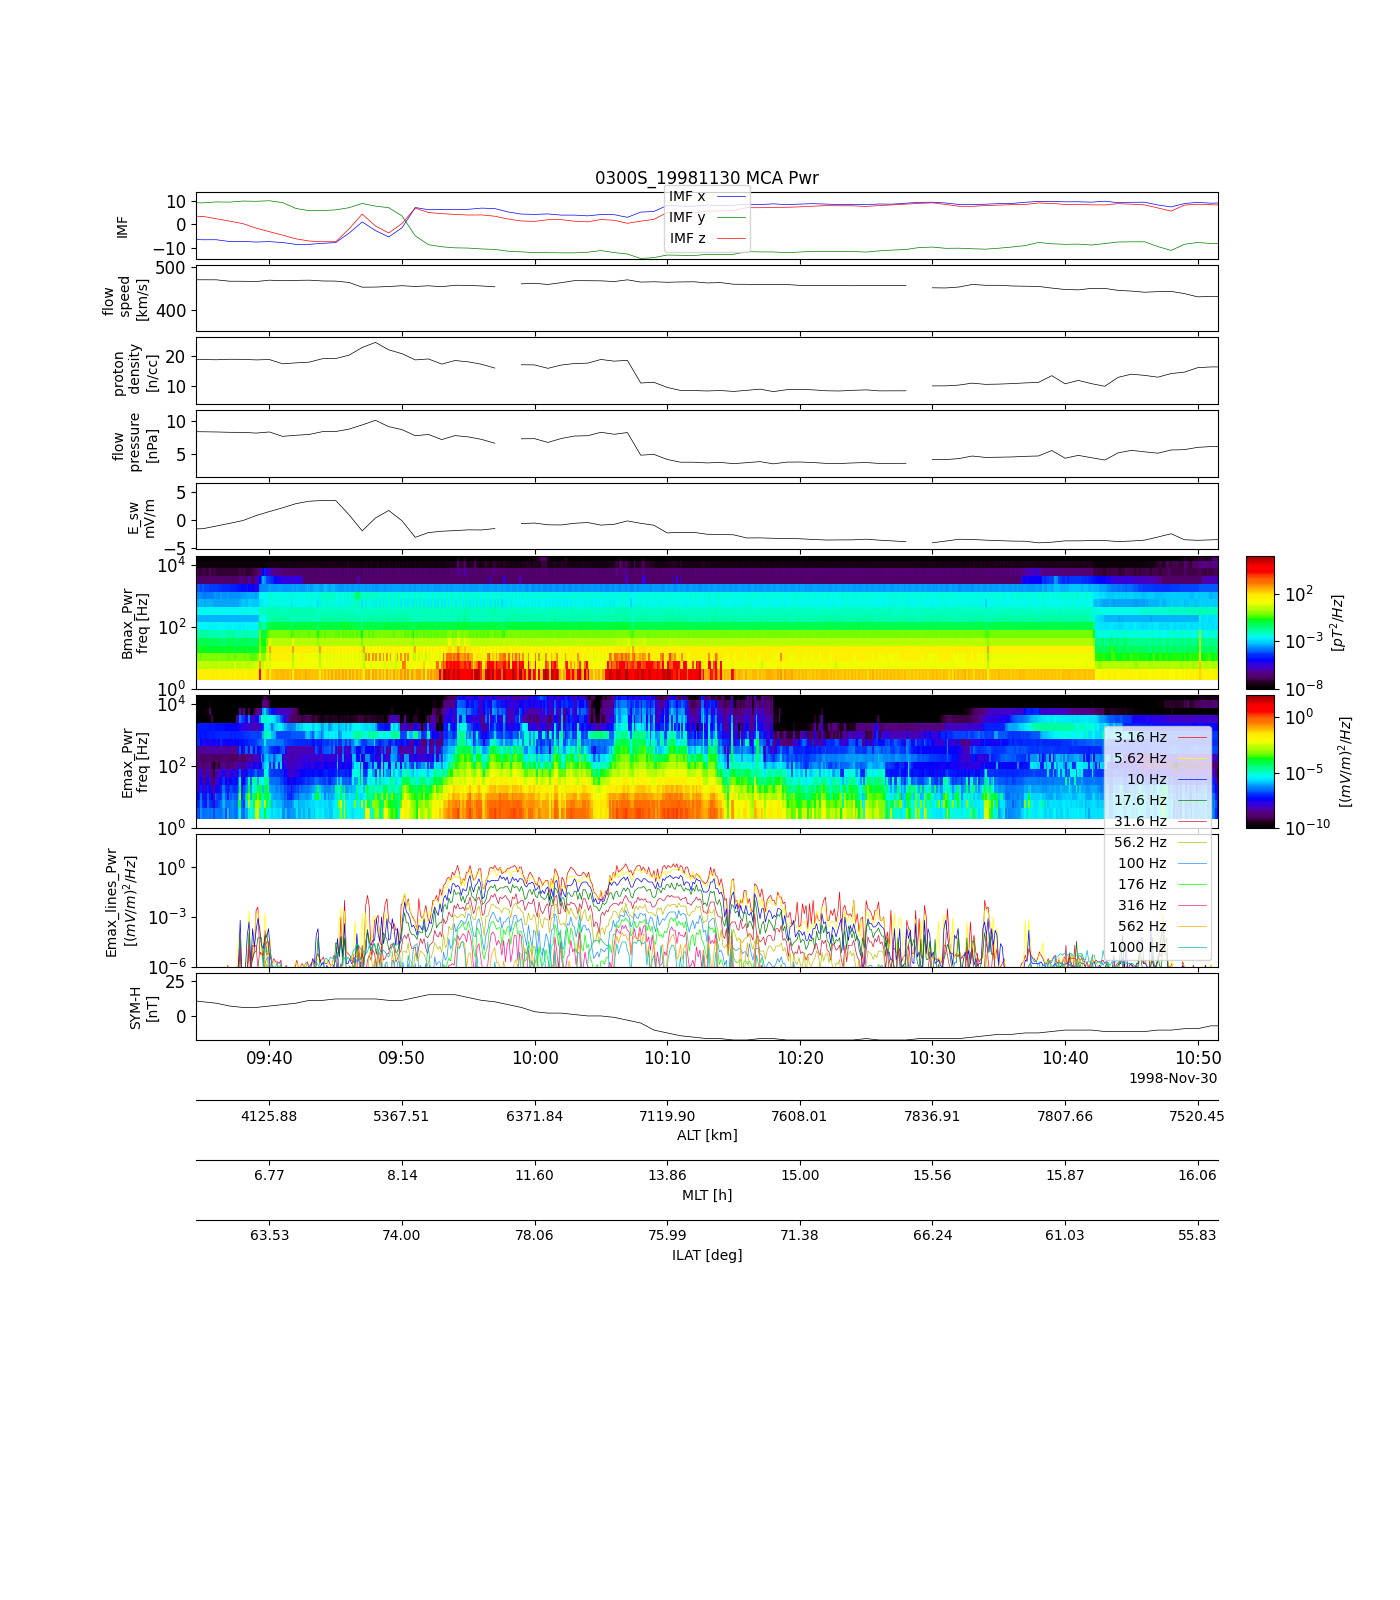 0300S_19981130 MCA Pwr
10
0
−10
IMF
IMF x
IMF y
IMF z
500
400
flow
speed
[km/s]
20
10
proton
density
[n/cc]
10
5
flow
pressure
[nPa]
5
0
−5
E_sw
mV/m
10^4
10^2
10^0
Bmax_Pwr
freq [Hz]
10^2
10^−3
10^−8
[pT^2/Hz]
10^4
10^2
10^0
Emax_Pwr
freq [Hz]
10^0
10^−5
10^−10
[(mV/m)^2/Hz]
3.16 Hz
5.62 Hz
10 Hz
17.6 Hz
31.6 Hz
56.2 Hz
100 Hz
176 Hz
316 Hz
562 Hz
1000 Hz
10^0
10^−3
10^−6
Emax_lines_Pwr
[(mV/m)^2/Hz]
25
0
SYM-H
[nT]
09:40 09:50 10:00 10:10 10:20 10:30 10:40 10:50
1998-Nov-30
4125.88 5367.51 6371.84 7119.90 7608.01 7836.91 7807.66 7520.45
ALT [km]
6.77 8.14 11.60 13.86 15.00 15.56 15.87 16.06
MLT [h]
63.53 74.00 78.06 75.99 71.38 66.24 61.03 55.83
ILAT [deg]